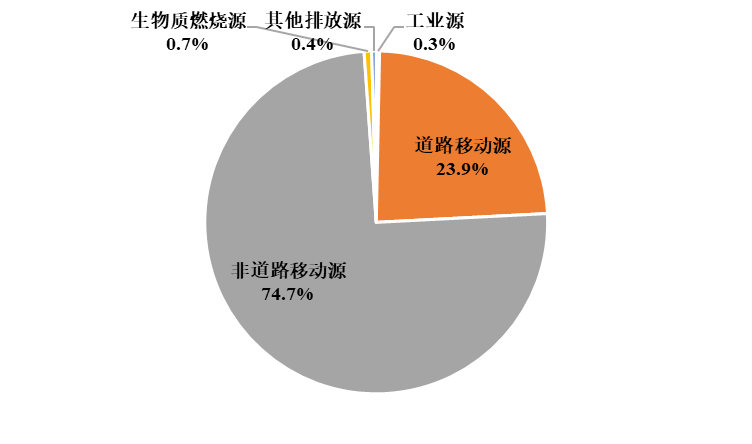 生物质燃烧源
0.7%
其他排放源
0.4%
工业源
0.3%
道路移动源
23.9%
非道路移动源
74.7%